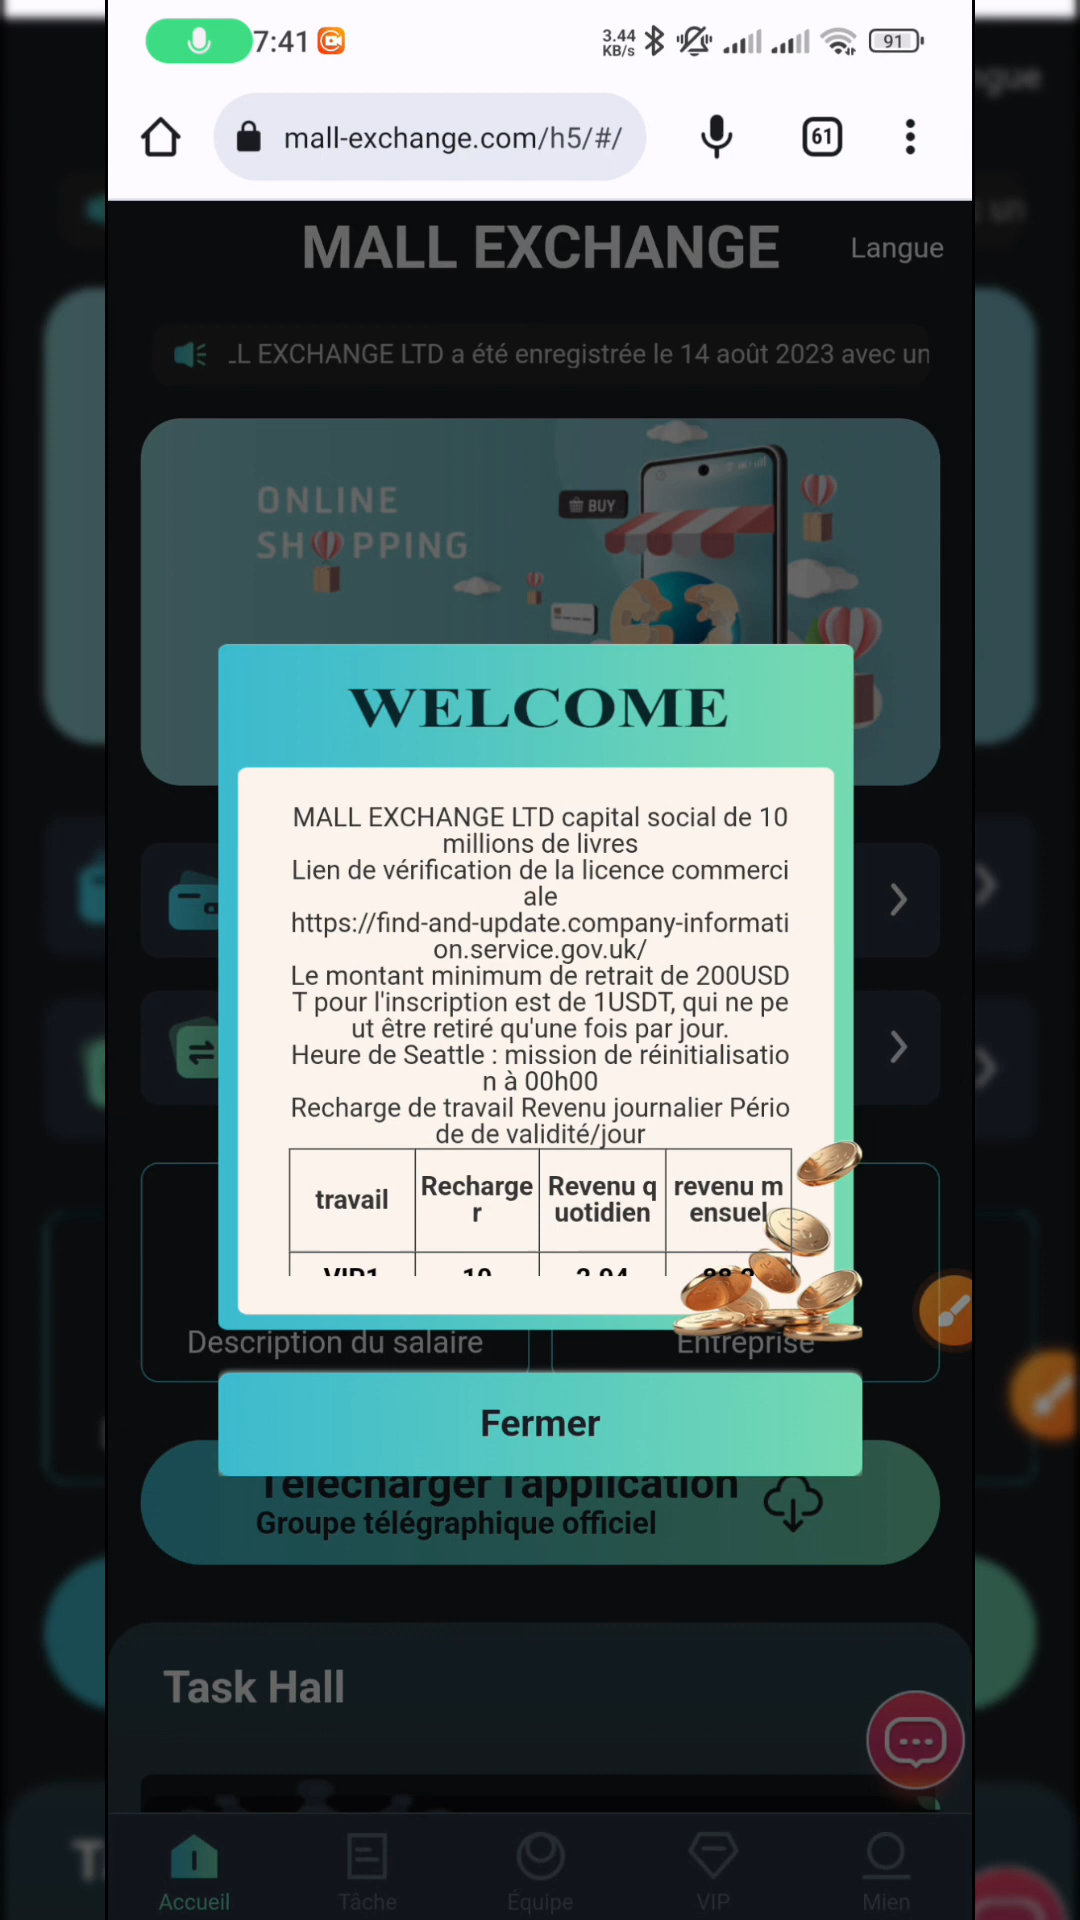 7:41
3.44
KB/s
91
mall-exchange.com/h5/#/
61
MALL EXCHANGE
Langue
LL EXCHANGE LTD a été enregistrée le 14 août 2023 avec un
ONLINE
SHOPPING
BUY
WELCOME
MALL EXCHANGE LTD capital social de 10
millions de livres
Lien de vérification de la licence commerci
ale
https://find-and-update.company-informati
on.service.gov.uk/
Le montant minimum de retrait de 200USD
T pour l'inscription est de 1USDT, qui ne pe
ut être retiré qu'une fois par jour.
Heure de Seattle : mission de réinitialisatio
n à 00h00
Recharge de travail Revenu journalier Pério
de de validité/jour
travail
Recharge
r
Revenu q
uotidien
revenu m
ensuel
VIP1
10
Description du salaire
Entreprise
Fermer
Télécharger l'application
Groupe télégraphique officiel
Task Hall
Accueil
Tâche
Équipe
VIP
Mien